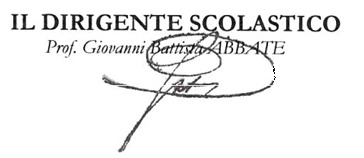 IL DIRIGENTE SCOLASTICO
Prof. Giovanni Battista ABBATE